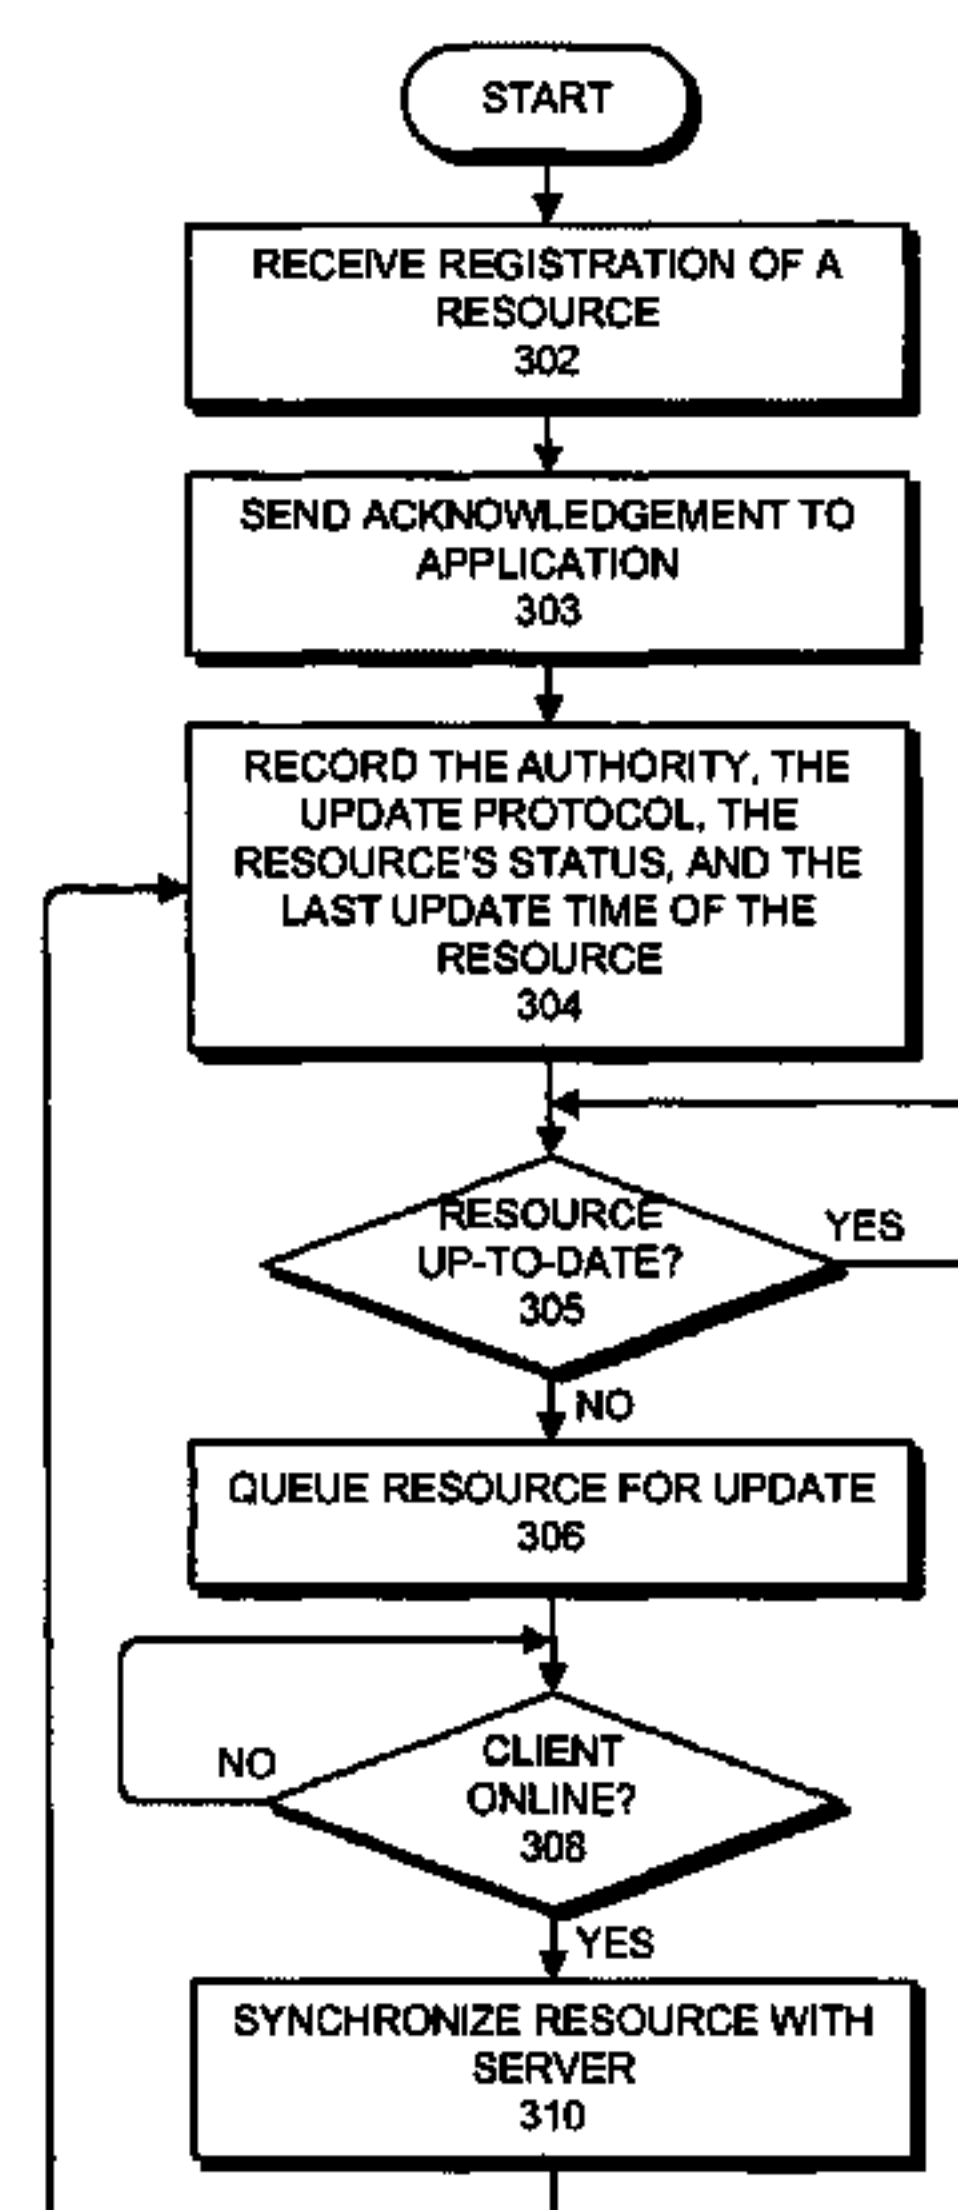 START
RECEIVE REGISTRATION OF A
RESOURCE
302
SEND ACKNOWLEDGEMENT TO
APPLICATION
303
RECORD THE AUTHORITY, THE
UPDATE PROTOCOL, THE
RESOURCE'S STATUS, AND THE
LAST UPDATE TIME OF THE
RESOURCE
304
RESOURCE
UP-TO-DATE?
305
YES
NO
QUEUE RESOURCE FOR UPDATE
306
CLIENT
ONLINE?
308
NO
YES
SYNCHRONIZE RESOURCE WITH
SERVER
310